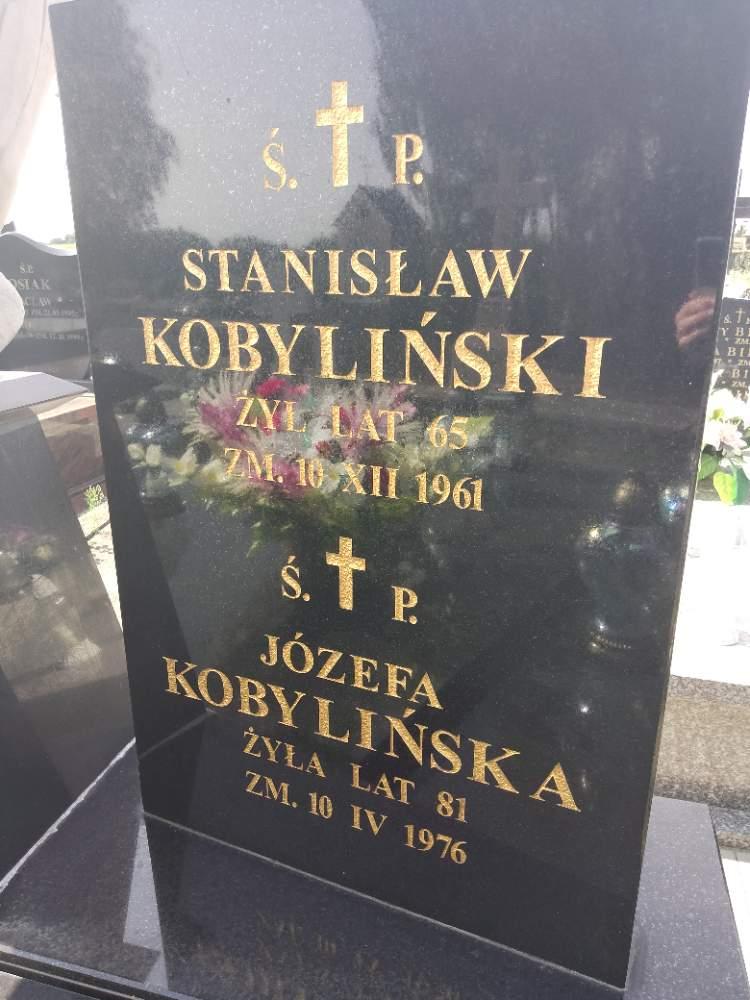 Ś. P.
STANISŁAW
KOBYLIŃSKI
ŻYŁ LAT 65
ZM. 10 XII 1961
Ś. P.
JÓZEFA
KOBYLIŃSKA
ŻYŁA LAT 81
ZM. 10 IV 1976